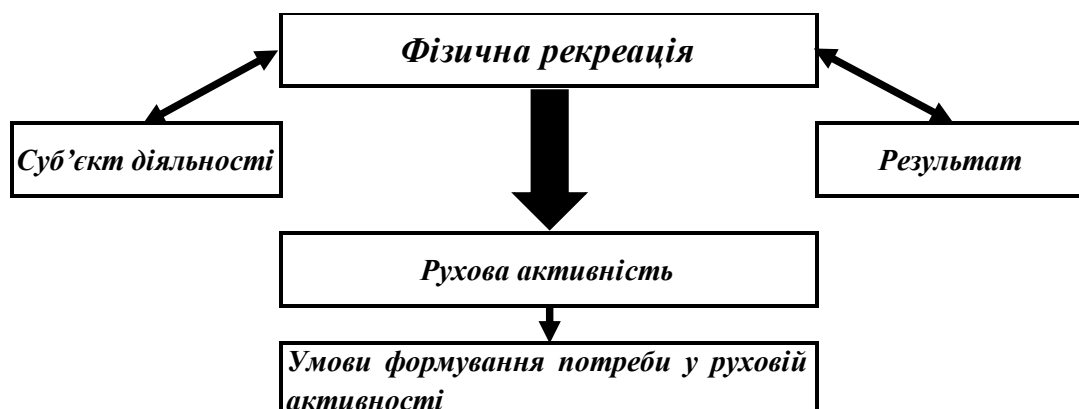 Фізична рекреація
Суб’єкт діяльності
Результат
Рухова активність
Умови формування потреби у руховій
активності